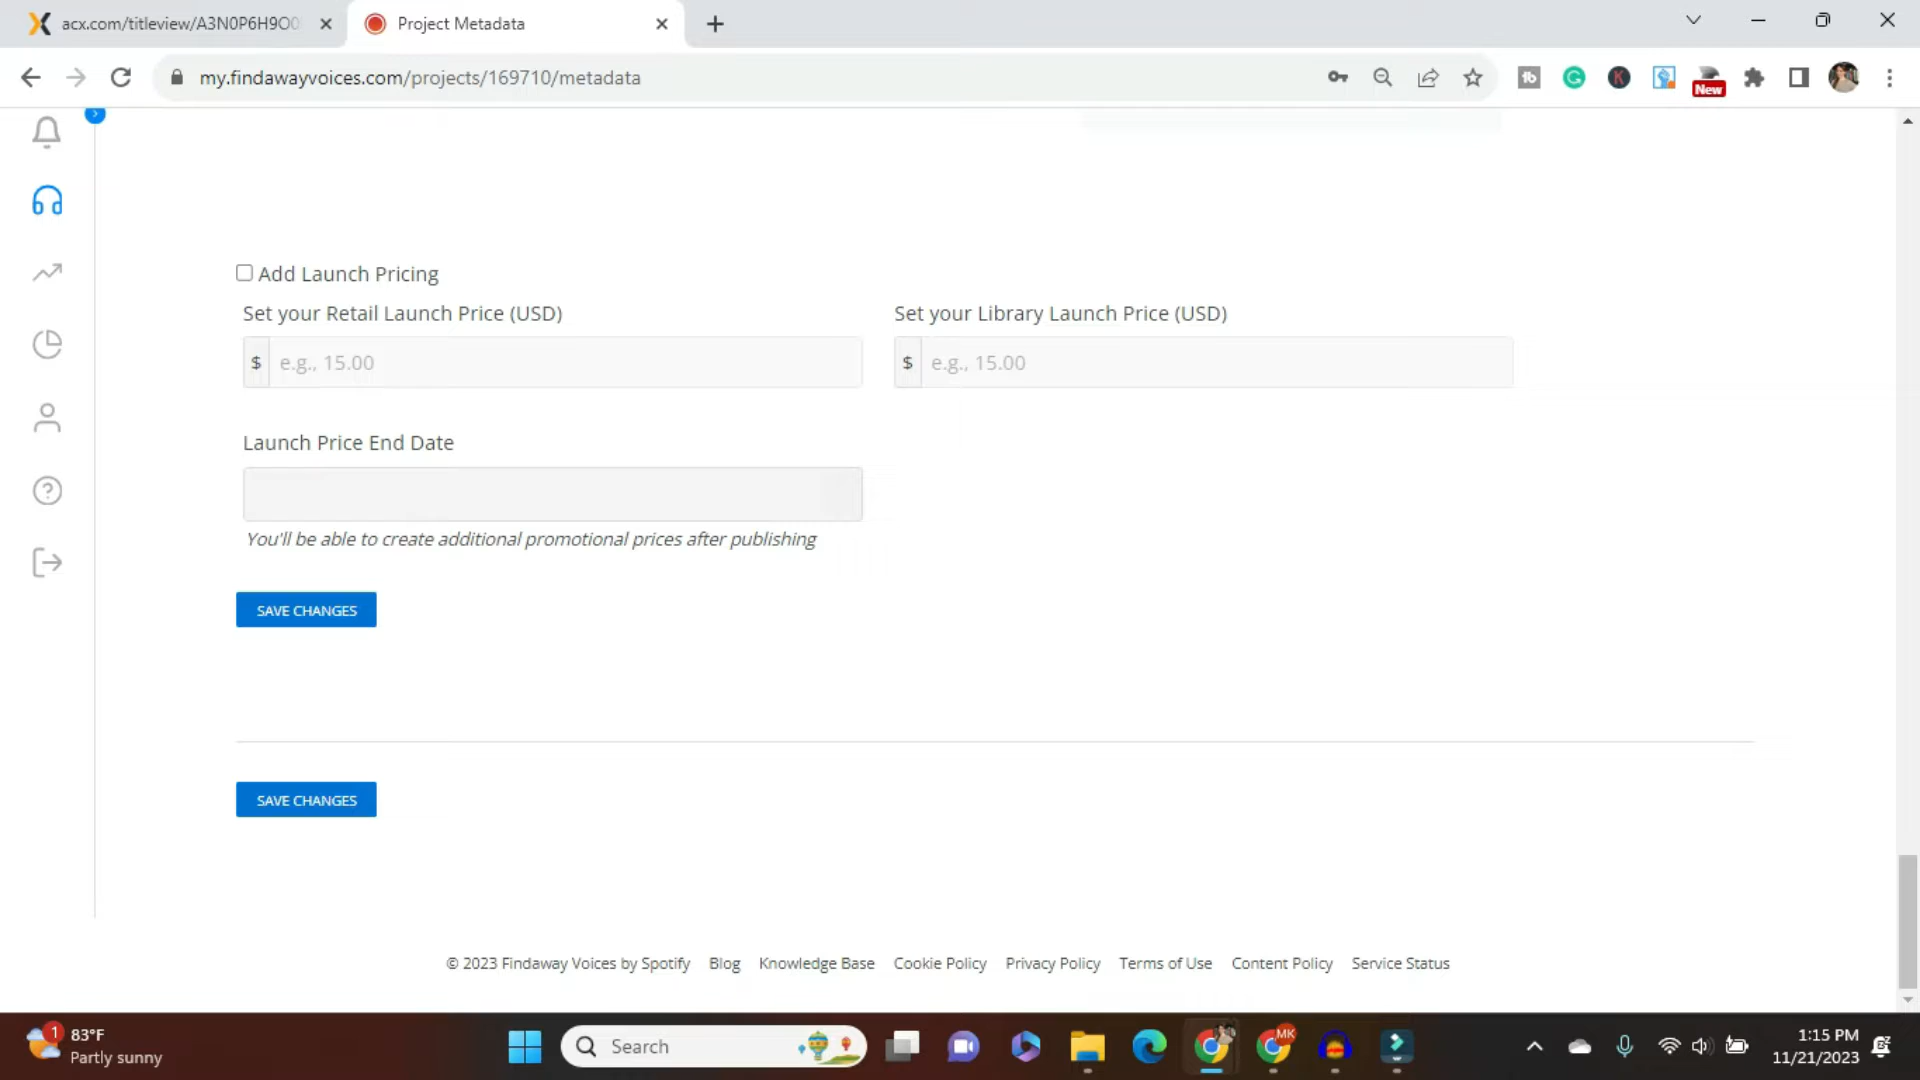 acx.com/titleview/A3N0P6H9O0
Project Metadata
my.findawayvoices.com/projects/169710/metadata
New
Add Launch Pricing
Set your Retail Launch Price (USD)
Set your Library Launch Price (USD)
$ e.g., 15.00
$ e.g., 15.00
Launch Price End Date
You'll be able to create additional promotional prices after publishing
SAVE CHANGES
SAVE CHANGES
© 2023 Findaway Voices by Spotify Blog Knowledge Base Cookie Policy Privacy Policy Terms of Use Content Policy Service Status
1
83°F
Partly sunny
Search
MK
1:15 PM
11/21/2023